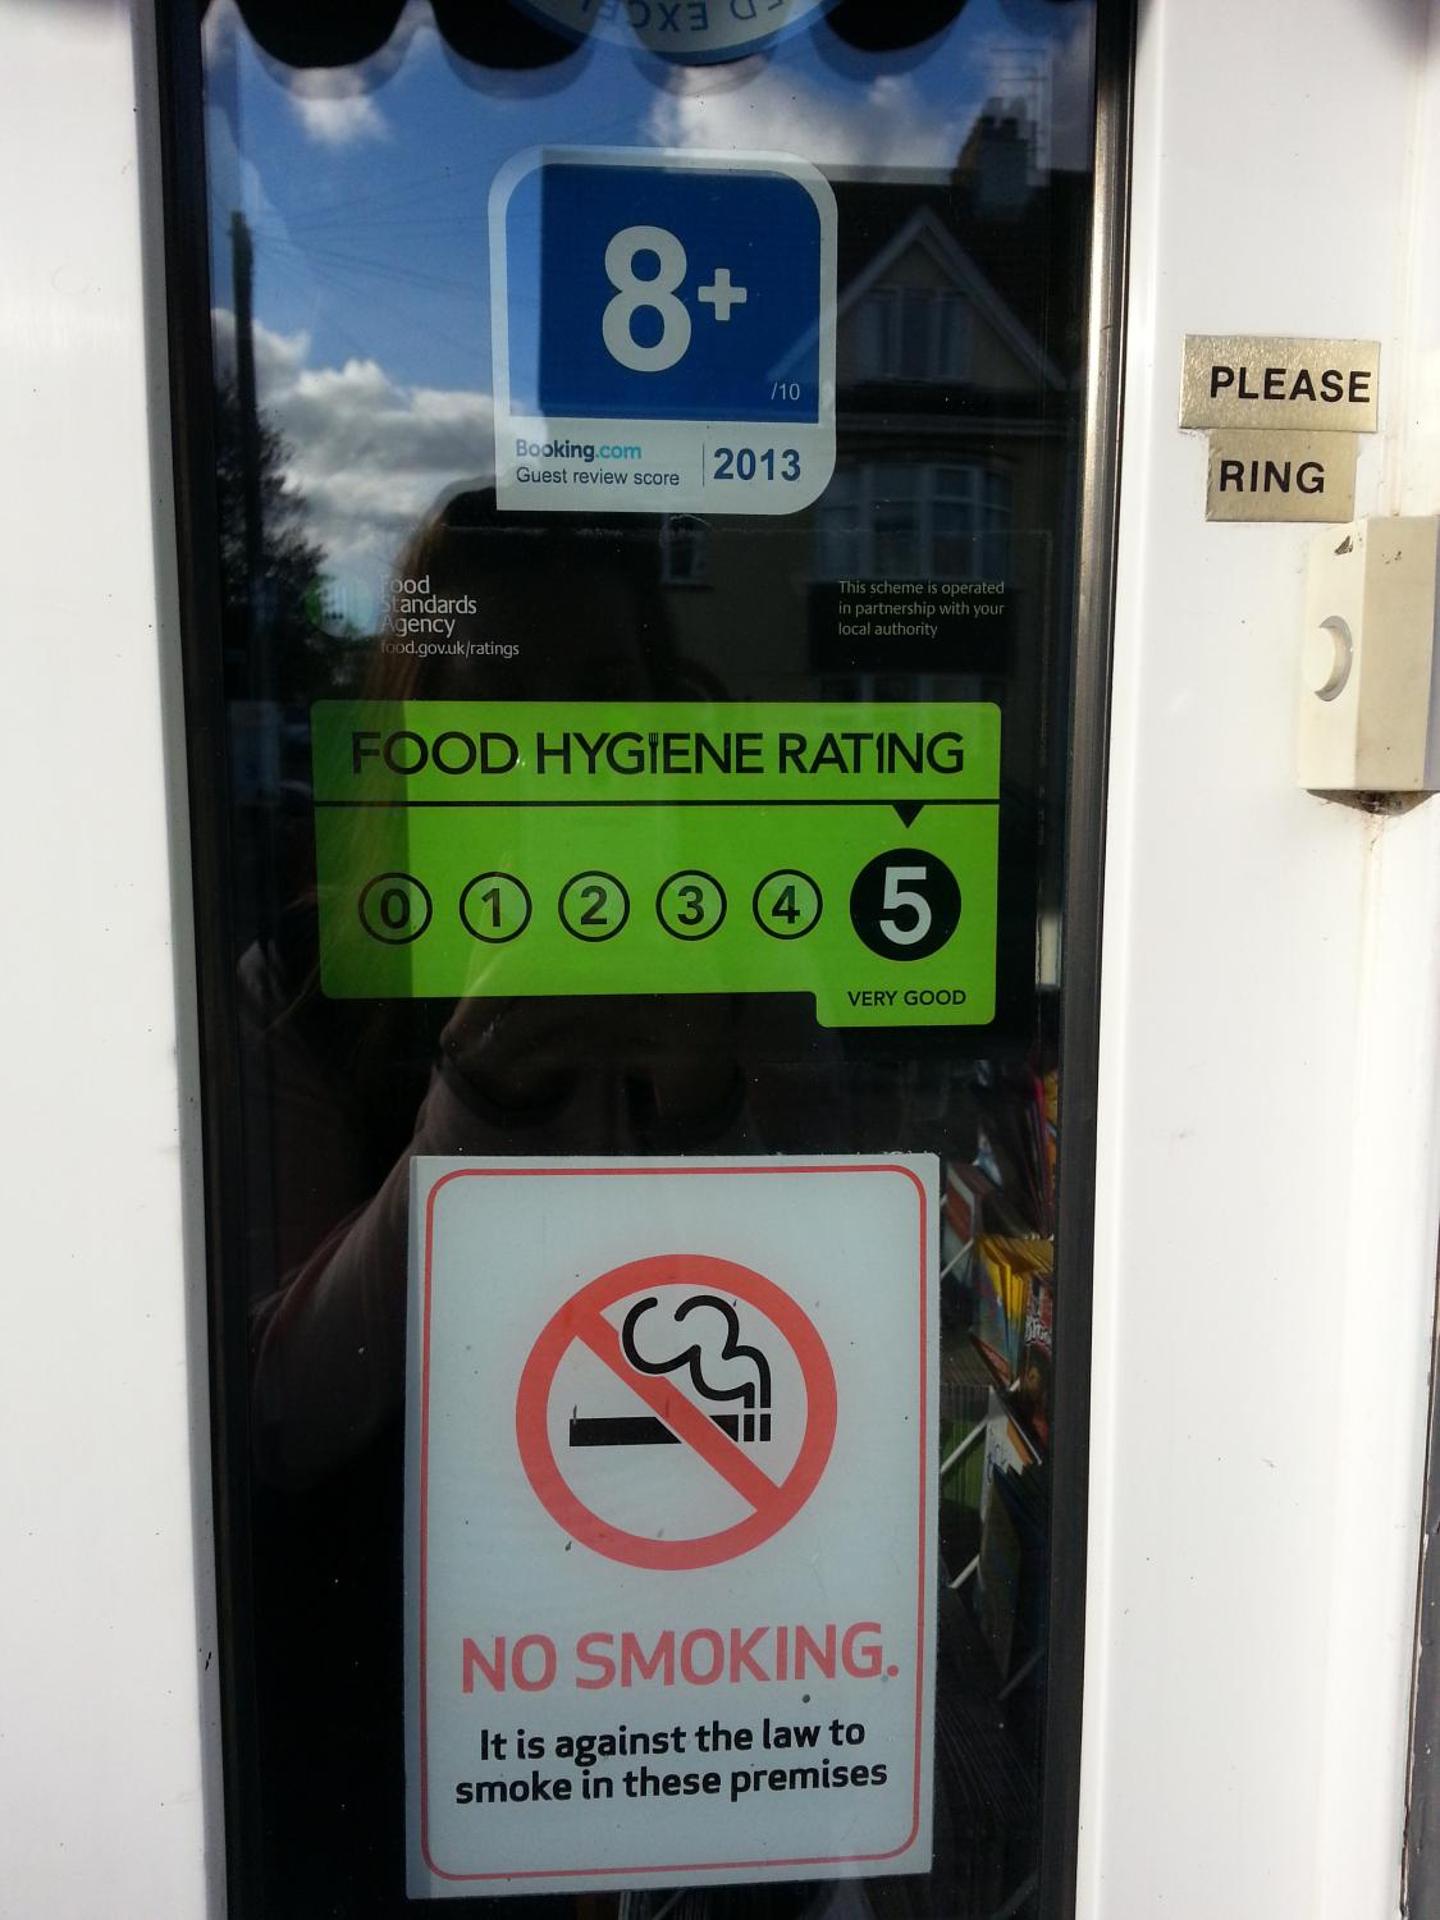 8+
/10
Booking.com
Guest review score
2013
PLEASE
RING
Food
Standards
Agency
food.gov.uk/ratings
This scheme is operated
in partnership with your
local authority
FOOD HYGIENE RATING
0 1 2 3 4 5
VERY GOOD
NO SMOKING.
It is against the law to
smoke in these premises